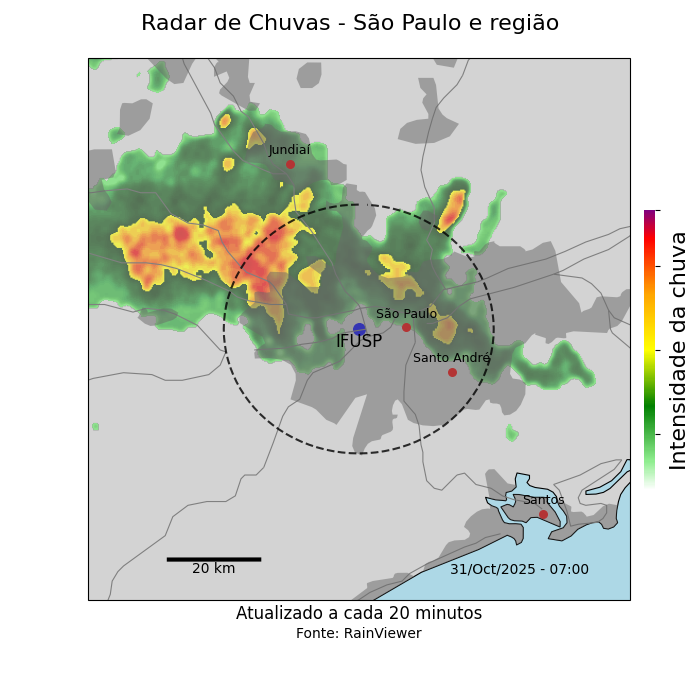 Radar de Chuvas - São Paulo e região
Jundiaí
São Paulo
IFUSP
Santo André
Santos
20 km
31/Oct/2025 - 07:00
Intensidade da chuva
Atualizado a cada 20 minutos
Fonte: RainViewer